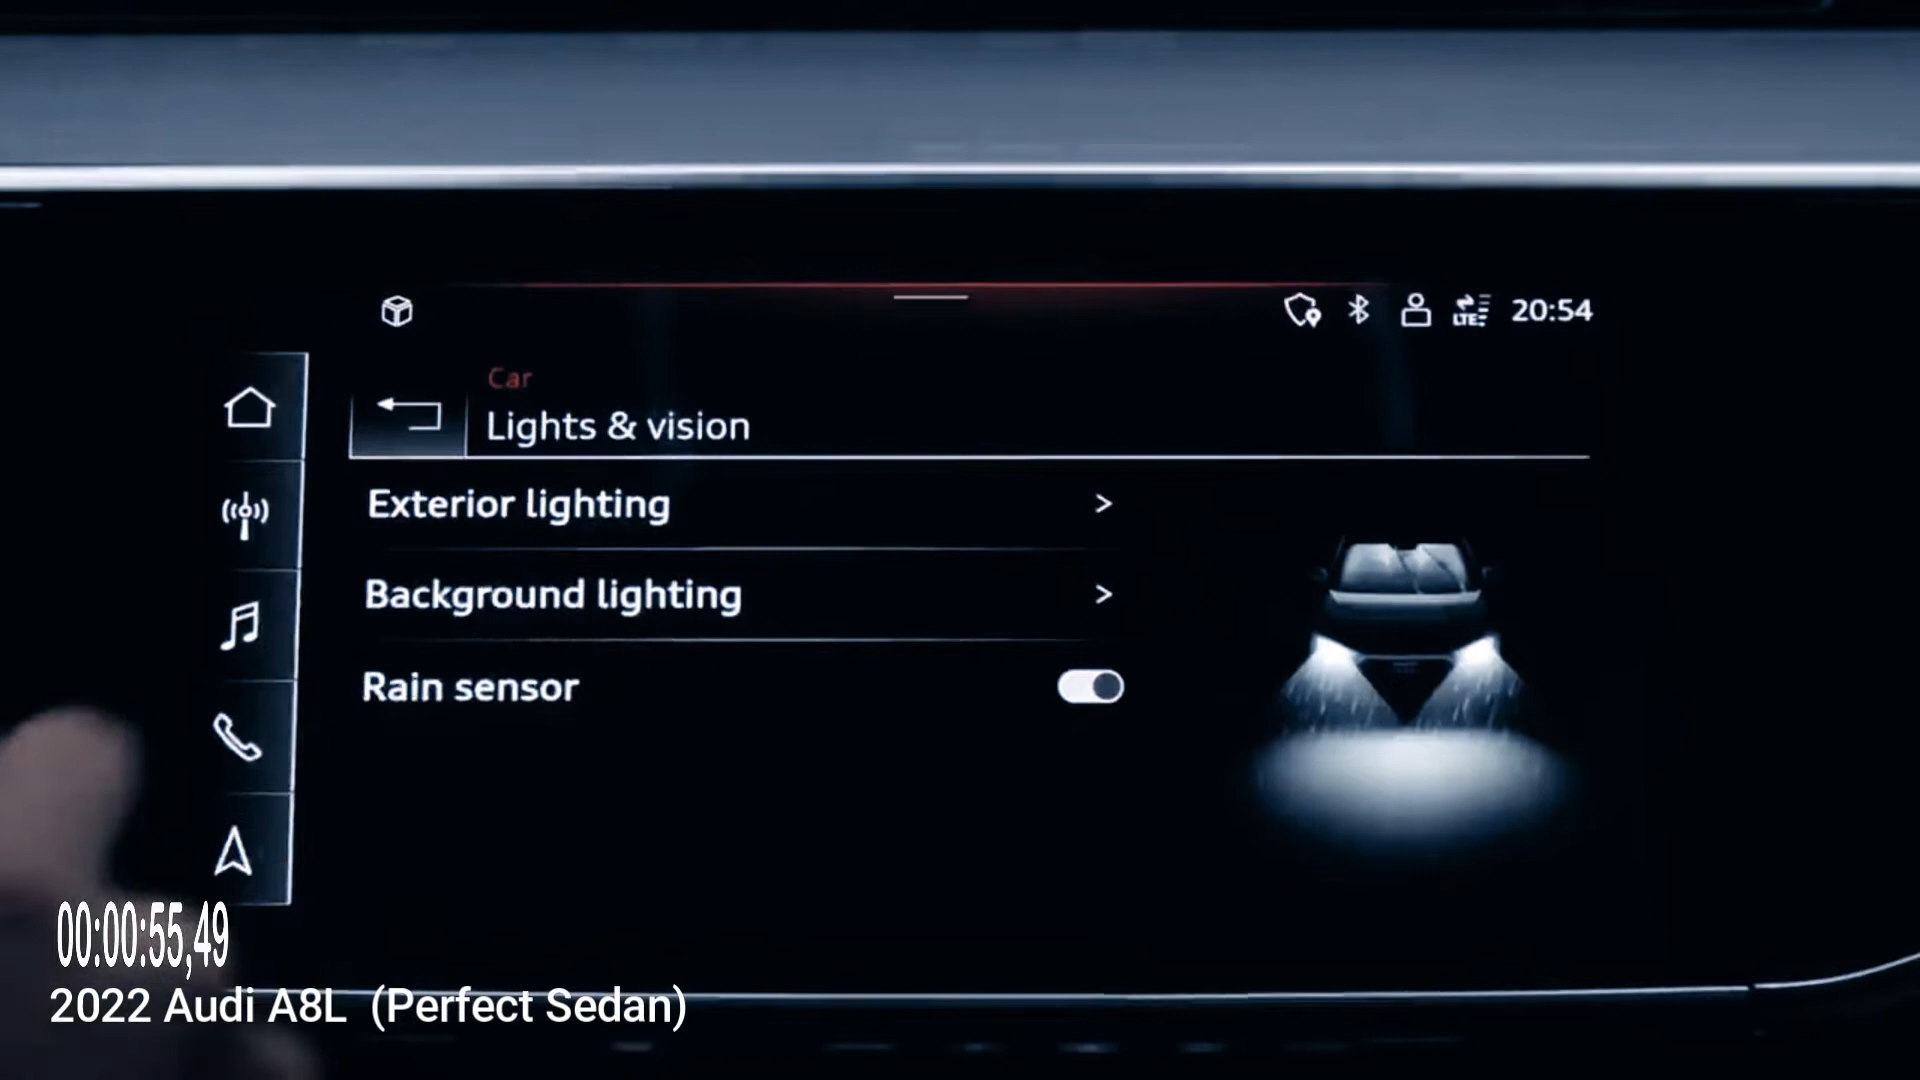 LTE 20:54
Car
Lights & vision
Exterior lighting >
Background lighting >
Rain sensor
00:00:55,49
2022 Audi A8L (Perfect Sedan)